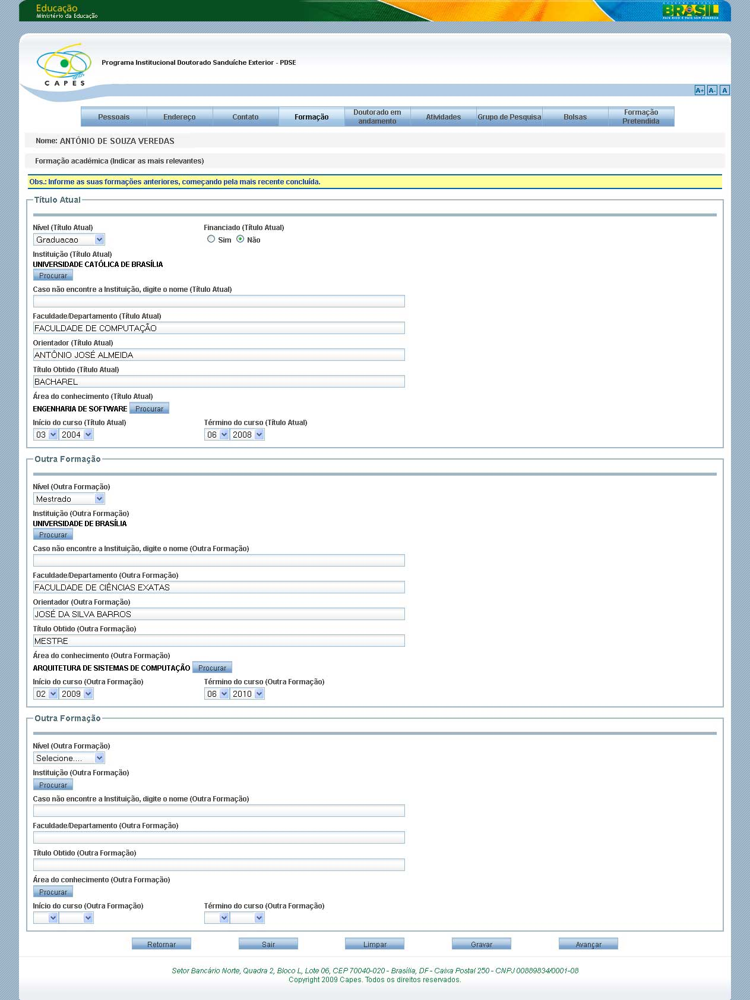 Educação
Ministério da Educação
GOVERNO FEDERAL
BRASIL
PAÍS RICO É PAÍS SEM POBREZA
anos
CAPES
Programa Institucional Doutorado Sanduíche Exterior - PDSE
A+ A- A
Pessoais Endereço Contato Formação Doutorado em andamento Atividades Grupo de Pesquisa Bolsas Formação Pretendida
Nome: ANTÔNIO DE SOUZA VEREDAS
Formação acadêmica (Indicar as mais relevantes)
Obs.: Informe as suas formações anteriores, começando pela mais recente concluída.
Título Atual
Nível (Título Atual) Financiado (Título Atual)
Graduacao Sim Não
Instituição (Título Atual)
UNIVERSIDADE CATÓLICA DE BRASÍLIA
Procurar
Caso não encontre a Instituição, digite o nome (Título Atual)
Faculdade/Departamento (Título Atual)
FACULDADE DE COMPUTAÇÃO
Orientador (Título Atual)
ANTÔNIO JOSÉ ALMEIDA
Título Obtido (Título Atual)
BACHAREL
Área do conhecimento (Título Atual)
ENGENHARIA DE SOFTWARE Procurar
Início do curso (Título Atual) Término do curso (Título Atual)
03 2004 06 2008
Outra Formação
Nível (Outra Formação)
Mestrado
Instituição (Outra Formação)
UNIVERSIDADE DE BRASÍLIA
Procurar
Caso não encontre a Instituição, digite o nome (Outra Formação)
Faculdade/Departamento (Outra Formação)
FACULDADE DE CIÊNCIAS EXATAS
Orientador (Outra Formação)
JOSÉ DA SILVA BARROS
Título Obtido (Outra Formação)
MESTRE
Área do conhecimento (Outra Formação)
ARQUITETURA DE SISTEMAS DE COMPUTAÇÃO Procurar
Início do curso (Outra Formação) Término do curso (Outra Formação)
02 2009 06 2010
Outra Formação
Nível (Outra Formação)
Selecione....
Instituição (Outra Formação)
Procurar
Caso não encontre a Instituição, digite o nome (Outra Formação)
Faculdade/Departamento (Outra Formação)
Título Obtido (Outra Formação)
Área do conhecimento (Outra Formação)
Procurar
Início do curso (Outra Formação) Término do curso (Outra Formação)
Retornar Sair Limpar Gravar Avançar
Setor Bancário Norte, Quadra 2, Bloco L, Lote 06, CEP 70040-020 - Brasília, DF - Caixa Postal 250 - CNPJ 00889834/0001-08
Copyright 2009 Capes. Todos os direitos reservados.